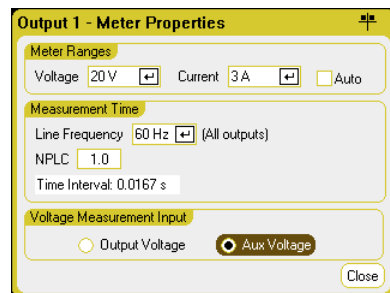 Output 1 - Meter Properties
Meter Ranges
Voltage 20 V Current 3 A Auto
Measurement Time
Line Frequency 60 Hz (All outputs)
NPLC 1.0
Time Interval: 0.0167 s
Voltage Measurement Input
Output Voltage Aux Voltage
Close